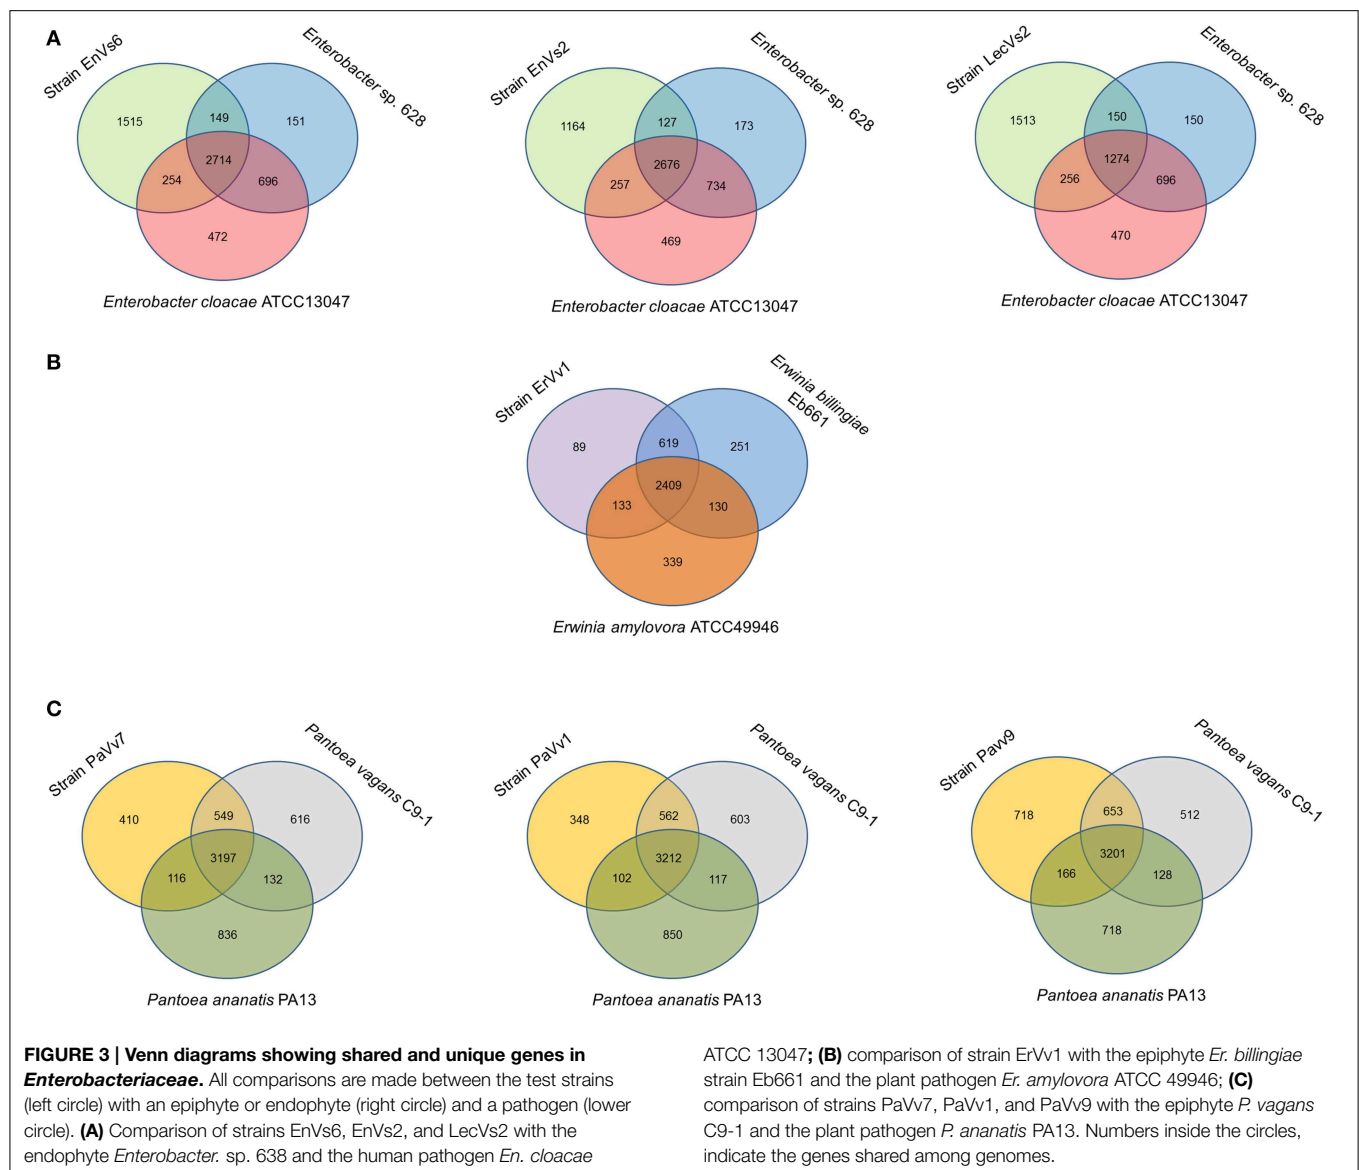 A
Strain EnVs6
Enterobacter sp. 628
1515
149
151
2714
254
696
472
Enterobacter cloacae ATCC13047
Strain EnVs2
Enterobacter sp. 628
1164
127
173
2676
257
734
469
Enterobacter cloacae ATCC13047
Strain LecVs2
Enterobacter sp. 628
1513
150
150
1274
256
696
470
Enterobacter cloacae ATCC13047
B
Strain ErVv1
Erwinia billingiae
Eb661
89
619
251
2409
133
130
339
Erwinia amylovora ATCC49946
C
Strain PaVv7
Pantoea vagans C9-1
410
549
616
3197
116
132
836
Pantoea ananatis PA13
Strain PaVv1
Pantoea vagans C9-1
348
562
603
3212
102
117
850
Pantoea ananatis PA13
Strain Pavv9
Pantoea vagans C9-1
718
653
512
3201
166
128
718
Pantoea ananatis PA13
FIGURE 3 | Venn diagrams showing shared and unique genes in
Enterobacteriaceae. All comparisons are made between the test strains
(left circle) with an epiphyte or endophyte (right circle) and a pathogen (lower
circle). (A) Comparison of strains EnVs6, EnVs2, and LecVs2 with the
endophyte Enterobacter. sp. 638 and the human pathogen En. cloacae
ATCC 13047; (B) comparison of strain ErVv1 with the epiphyte Er. billingiae
strain Eb661 and the plant pathogen Er. amylovora ATCC 49946; (C)
comparison of strains PaVv7, PaVv1, and PaVv9 with the epiphyte P. vagans
C9-1 and the plant pathogen P. ananatis PA13. Numbers inside the circles,
indicate the genes shared among genomes.